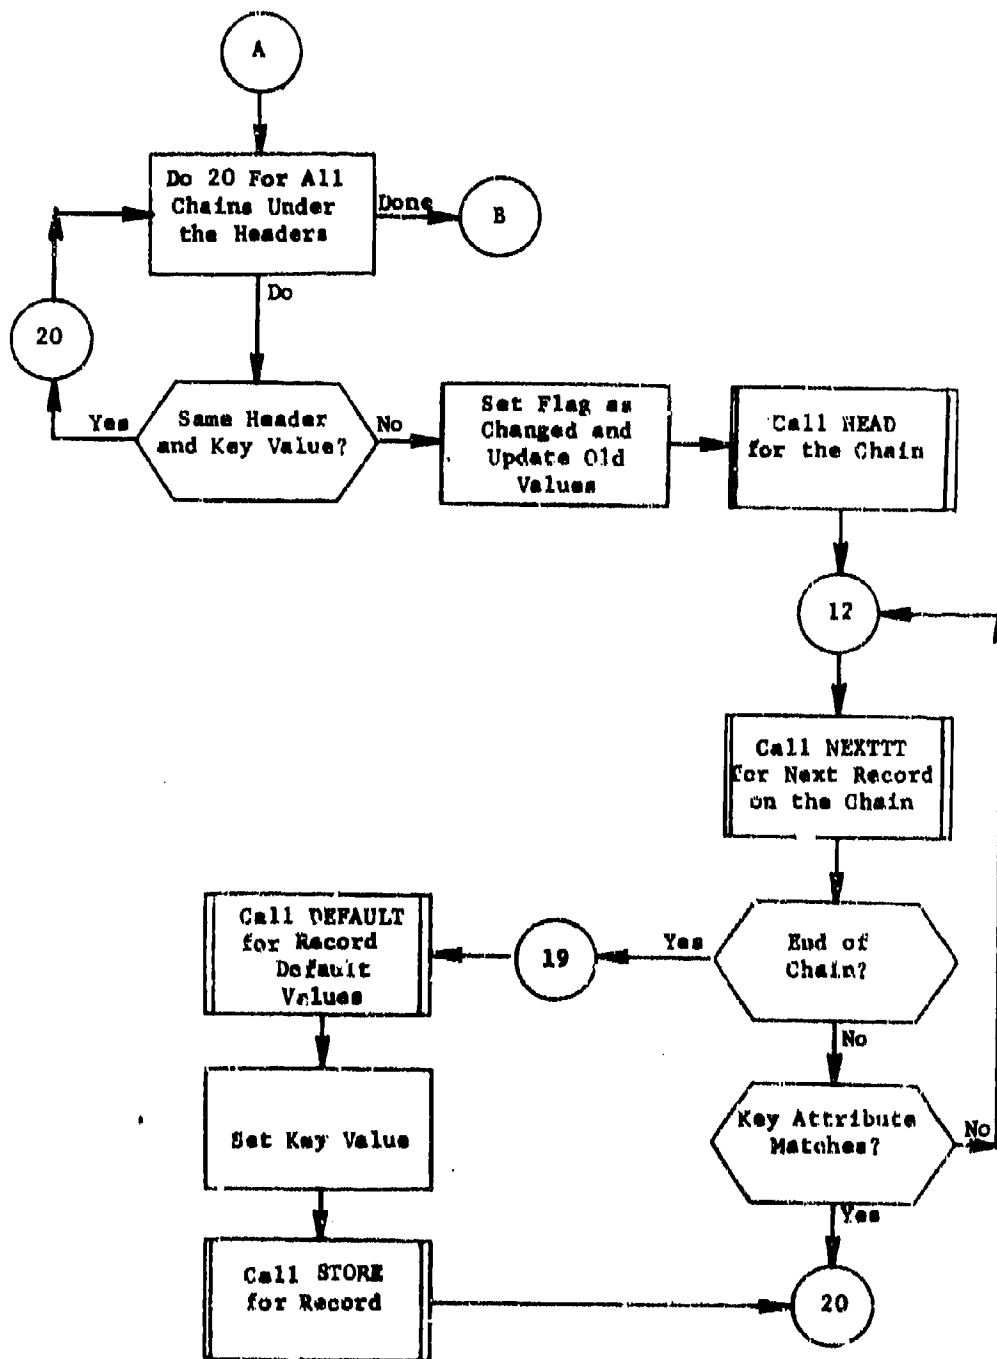 A
Do 20 For All
Chains Under
the Headers
Done
B
Do
20
Yes
Same Header
and Key Value?
No
Set Flag as
Changed and
Update Old
Values
Call HEAD
for the Chain
12
Call NEXTTT
for Next Record
on the Chain
Call DEFAULT
for Record
Default
Values
19
Yes
End of
Chain?
No
Set Key Value
Key Attribute
Matches?
No
Yes
Call STORE
for Record
20